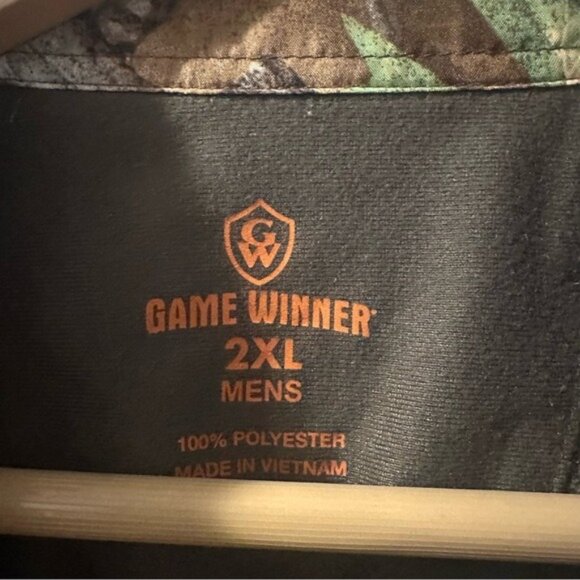 GW
GAME WINNER
2XL
MENS
100% POLYESTER
MADE IN VIETNAM